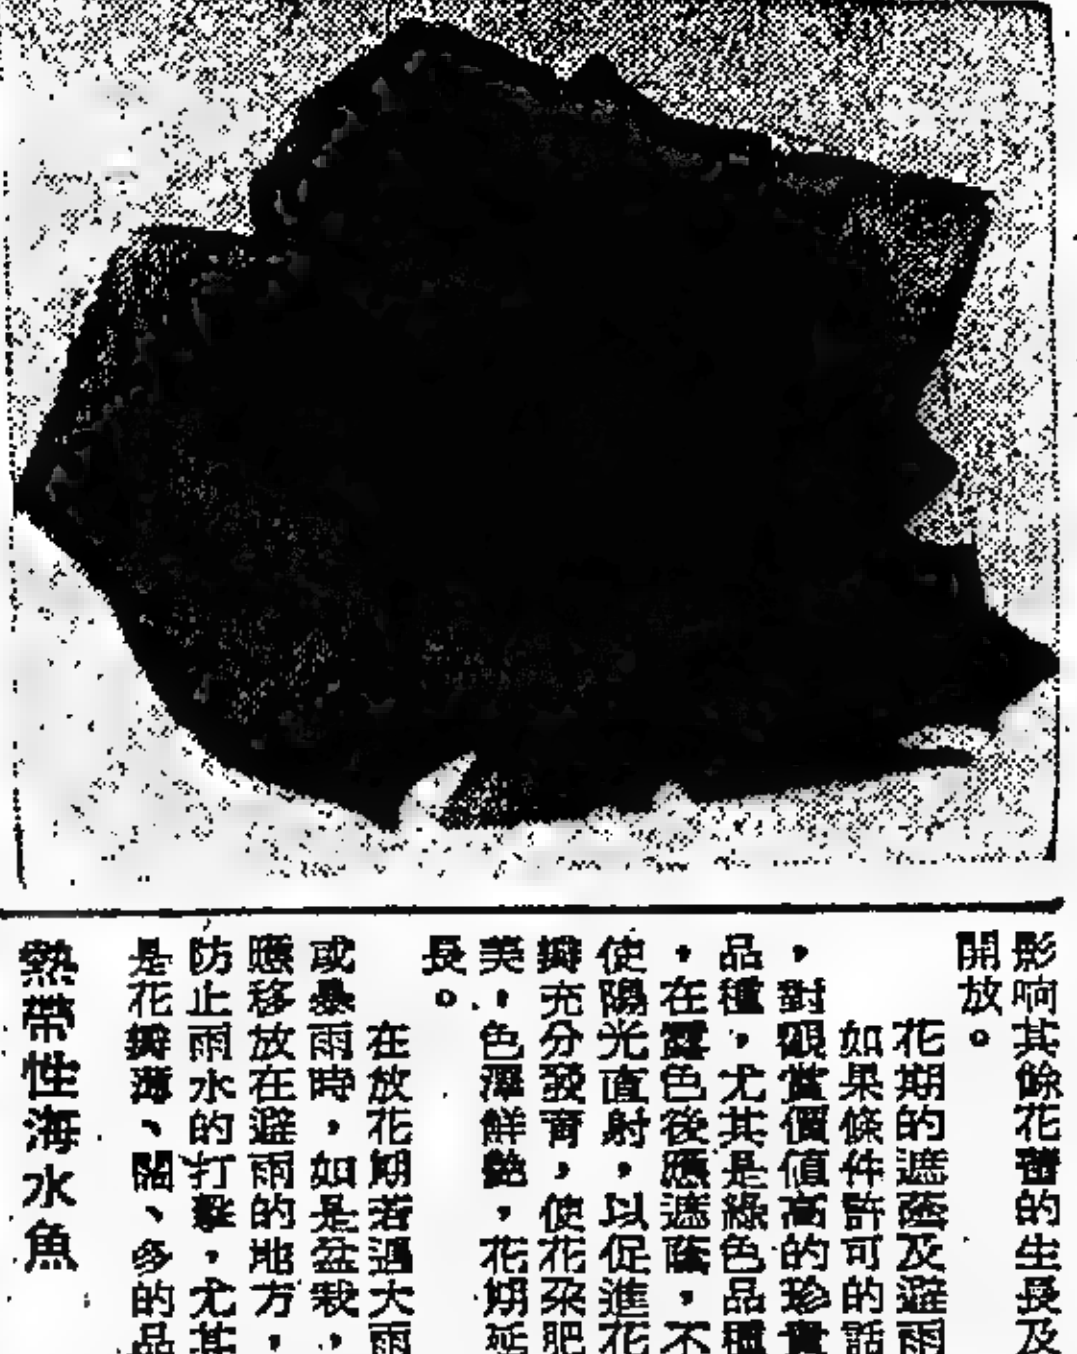 影响其餘花蕾的生長及
開放。
花期的遮蔭及避雨
如果條件許可的話
，對觀賞價值高的珍貴
品種，尤其是綠色品種
，在露色後應遮蔭，不
使陽光直射，以促進花
瓣充分發育，使花朶肥
美，色澤鮮艷，花期延
長。
在放花期若遇大雨
或暴雨時，如是盆栽，
應移放在避雨的地方，
防止雨水的打擊，尤其
是花瓣薄、闊、多的品
熱帶性海水魚